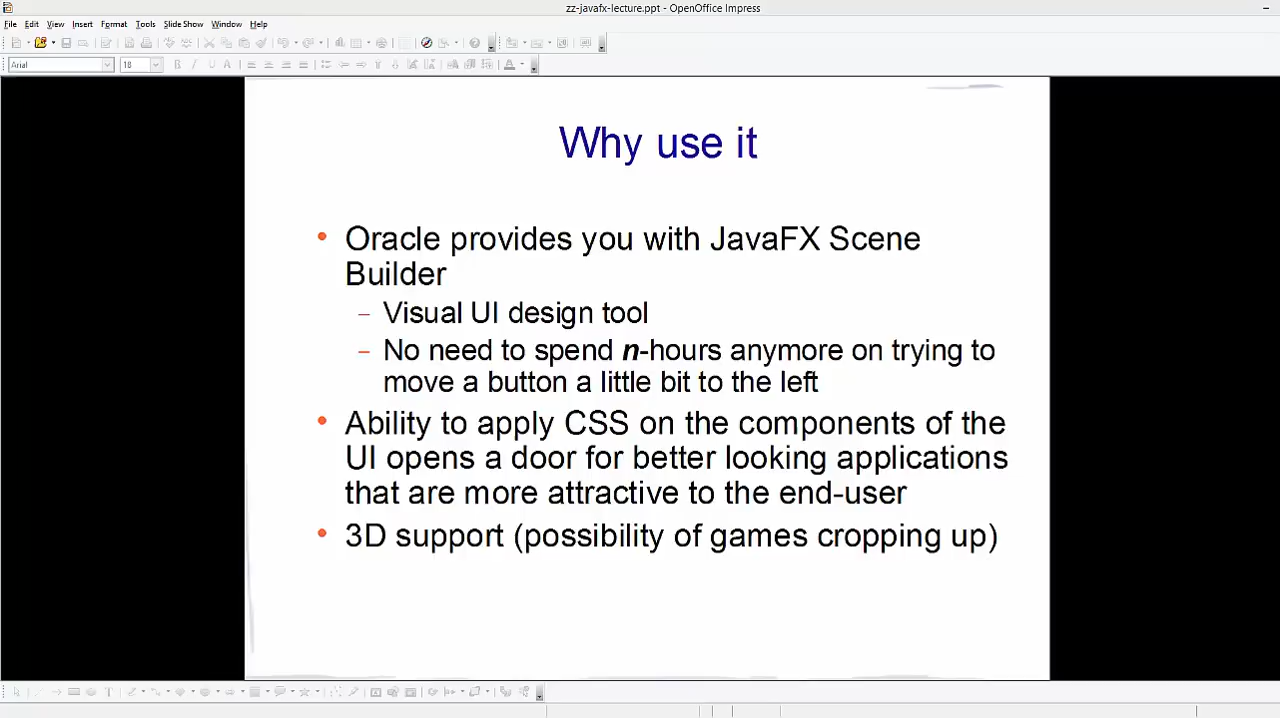 zz-javafx-lecture.ppt - OpenOffice Impress
File Edit View Insert Format Tools Slide Show Window Help
Arial 18
Why use it
• Oracle provides you with JavaFX Scene
Builder
– Visual UI design tool
– No need to spend n-hours anymore on trying to
move a button a little bit to the left
• Ability to apply CSS on the components of the
UI opens a door for better looking applications
that are more attractive to the end-user
• 3D support (possibility of games cropping up)